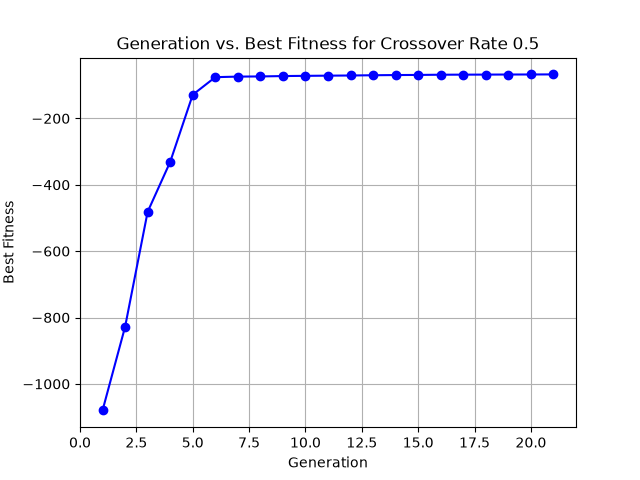 Generation vs. Best Fitness for Crossover Rate 0.5
Best Fitness
−200
−400
−600
−800
−1000
0.0 2.5 5.0 7.5 10.0 12.5 15.0 17.5 20.0
Generation